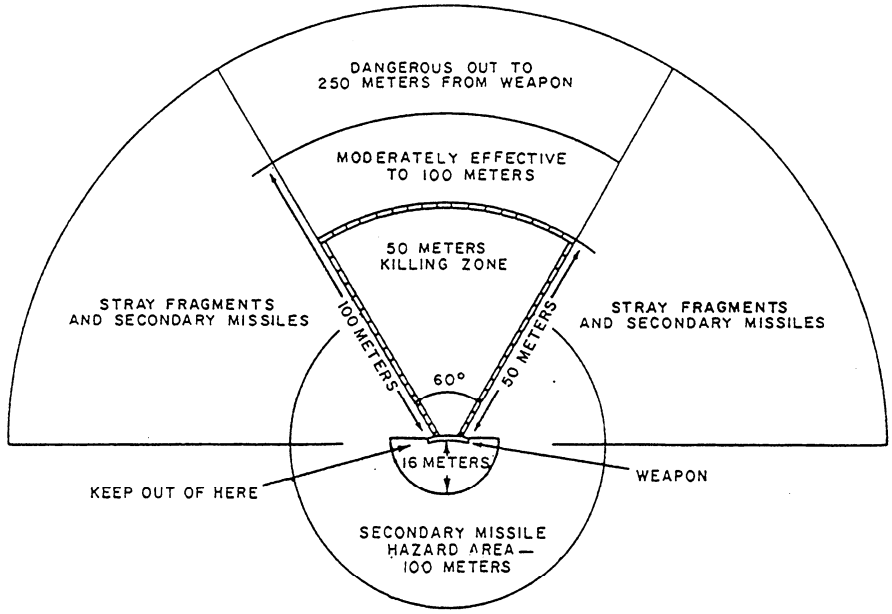 DANGEROUS OUT TO
250 METERS FROM WEAPON
MODERATELY EFFECTIVE
TO 100 METERS
50 METERS
KILLING ZONE
STRAY FRAGMENTS
AND SECONDARY MISSILES
100 METERS
50 METERS
STRAY FRAGMENTS
AND SECONDARY MISSILES
60°
16 METERS
KEEP OUT OF HERE
WEAPON
SECONDARY MISSILE
HAZARD AREA—
100 METERS